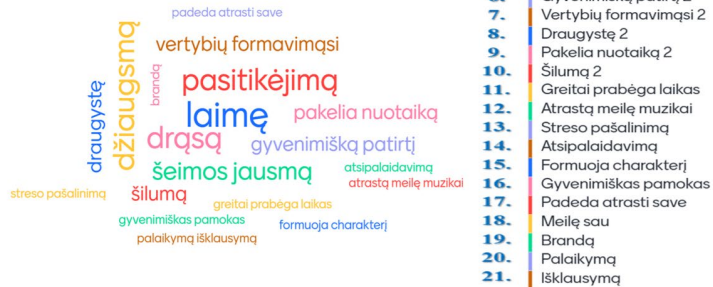 padeda atrasti save
vertybių formavimąsi
džiaugsmą
brandą
draugystę
pasitikėjimą
laimę
pakelia nuotaiką
drąsą
gyvenimišką patirtį
šeimos jausmą
atsipalaidavimą
atrastą meilę muzikai
streso pašalinimą
šilumą
greitai prabėga laikas
gyvenimiškas pamokas
formuoja charakterį
palaikymą išklausymą
7. Vertybių formavimąsi 2
8. Draugystę 2
9. Pakelia nuotaiką 2
10. Šilumą 2
11. Greitai prabėga laikas
12. Atrastą meilę muzikai
13. Streso pašalinimą
14. Atsipalaidavimą
15. Formuoja charakterį
16. Gyvenimiškas pamokas
17. Padeda atrasti save
18. Meilę sau
19. Brandą
20. Palaikymą
21. Išklausymą